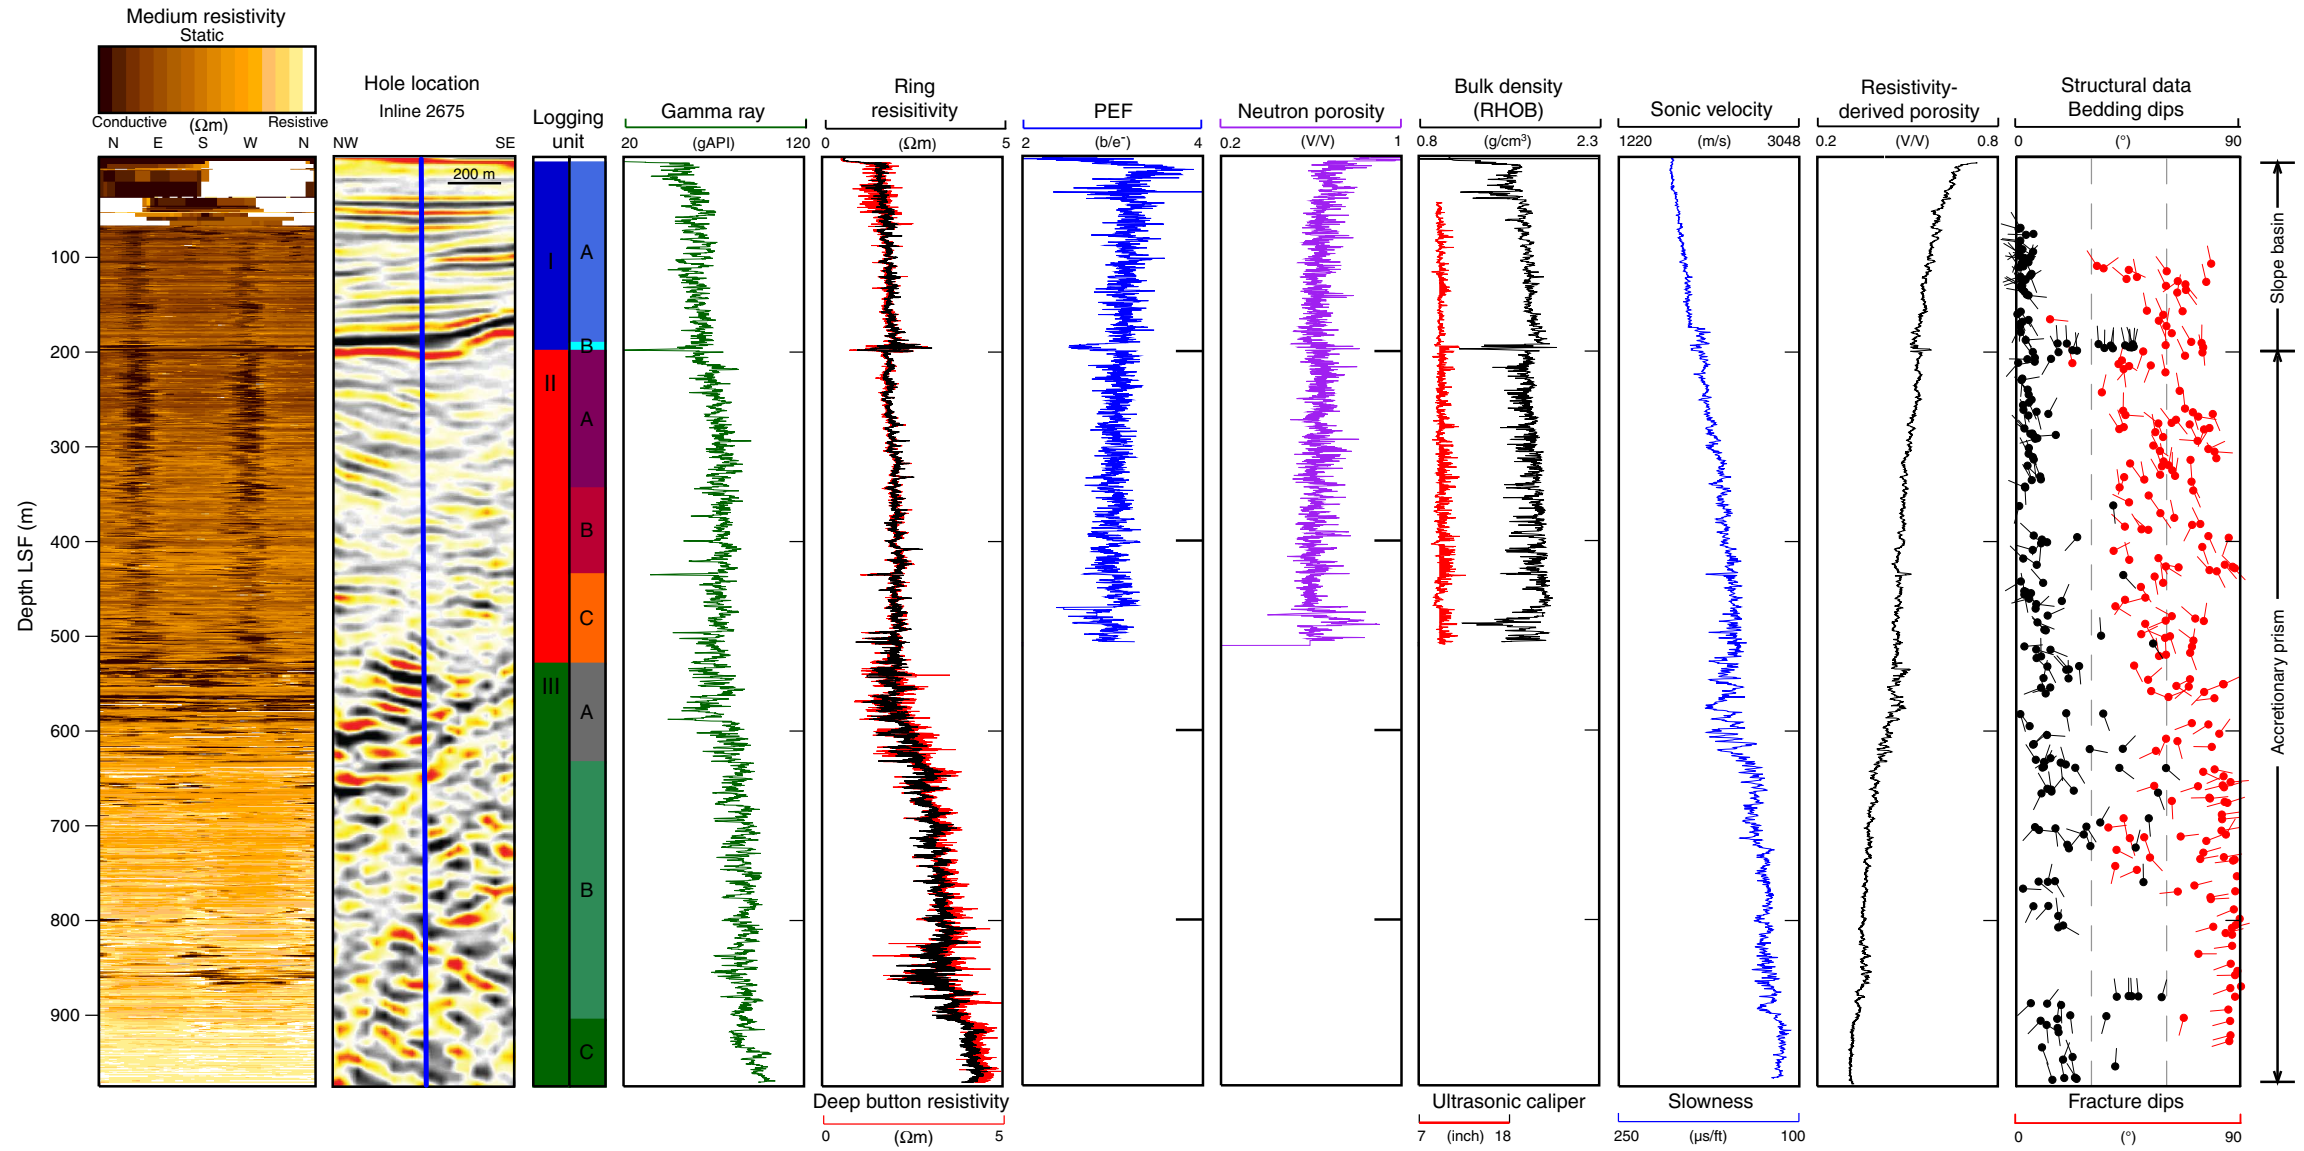 Medium resistivity
Static
Conductive (Ωm) Resistive
N E S W N
Hole location
Inline 2675
NW SE
200 m
Logging
unit
Gamma ray
20 (gAPI) 120
Ring
resisitivity
0 (Ωm) 5
PEF
2 (b/e⁻) 4
Neutron porosity
0.2 (V/V) 1
Bulk density
(RHOB)
0.8 (g/cm³) 2.3
Sonic velocity
1220 (m/s) 3048
Resistivity-
derived porosity
0.2 (V/V) 0.8
Structural data
Bedding dips
0 (°) 90
Depth LSF (m)
100
200
300
400
500
600
700
800
900
I
II
III
A
B
A
B
C
A
B
C
Slope basin
Accretionary prism
Deep button resistivity
0 (Ωm) 5
Ultrasonic caliper
7 (inch) 18
Slowness
250 (µs/ft) 100
Fracture dips
0 (°) 90